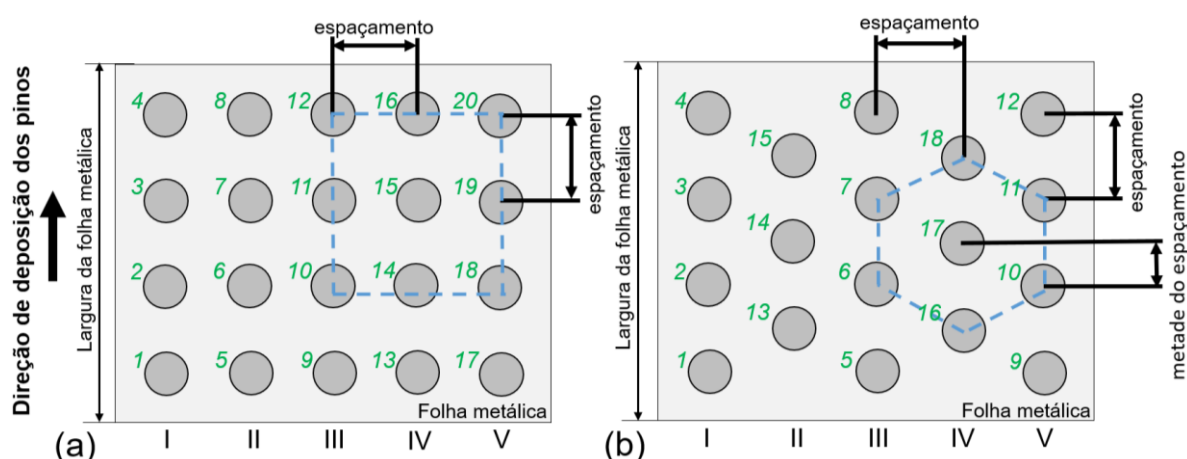 espaçamento
4 8 12 16 20
3 7 11 15 19
2 6 10 14 18
1 5 9 13 17
Direção de deposição dos pinos
Largura da folha metálica
espaçamento
Folha metálica
(a) I II III IV V
espaçamento
4 8 12
15 18
3 7 11
14 17
2 6 10
13 16
1 5 9
Largura da folha metálica
espaçamento
metade do espaçamento
Folha metálica
(b) I II III IV V